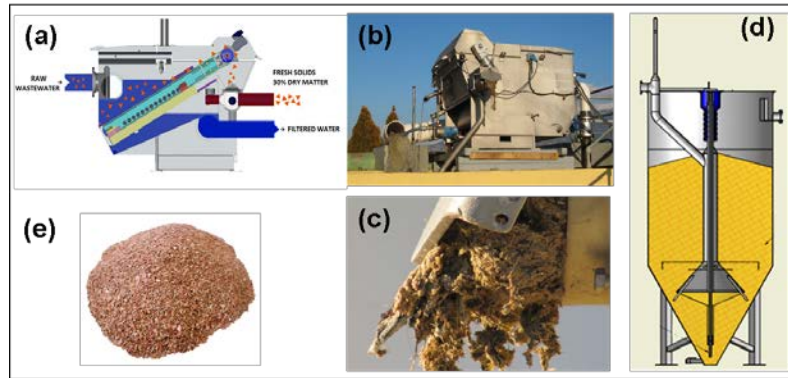 (a)
RAW
WASTEWATER
FRESH SOLIDS
30% DRY MATTER
FILTERED WATER
(b)
(c)
(d)
(e)